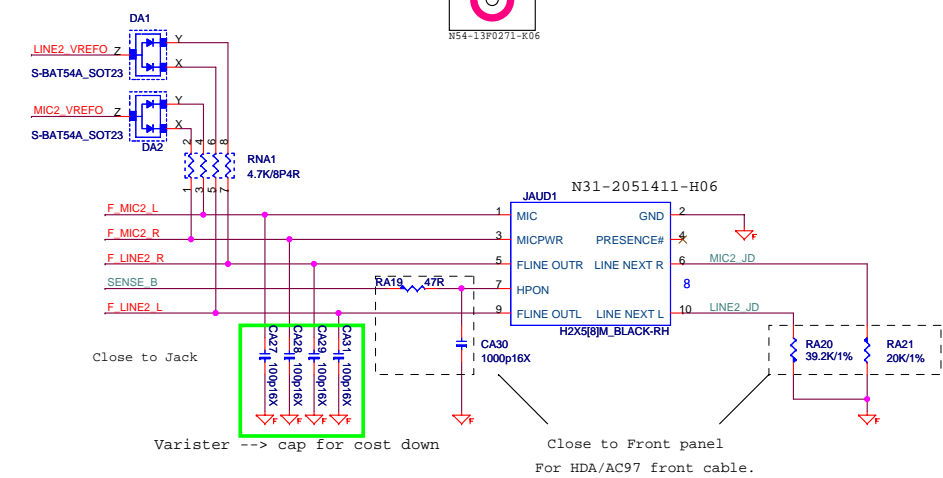 N54-13F0271-K06
DA1
LINE2_VREFO Z
Y
X
S-BAT54A_SOT23
MIC2_VREFO Z
Y
X
S-BAT54A_SOT23
DA2
2 4 6 8
RNA1
4.7K/8P4R
1 3 5 7
N31-2051411-H06
JAUD1
F_MIC2_L 1 MIC GND 2
F
F_MIC2_R 3 MICPWR PRESENCE# 4
F_LINE2_R 5 FLINE OUTR LINE NEXT R 6 MIC2_JD
SENSE_B RA19 47R 7 HPON 8
F_LINE2_L 9 FLINE OUTL LINE NEXT L 10 LINE2_JD
H2X5[8]M_BLACK-RH
CA27 100p16X
CA28 100p16X
CA29 100p16X
CA31 100p16X
CA30
1000p16X
RA20
39.2K/1%
RA21
20K/1%
Close to Jack
F F F F F F
Varister --> cap for cost down
Close to Front panel
For HDA/AC97 front cable.